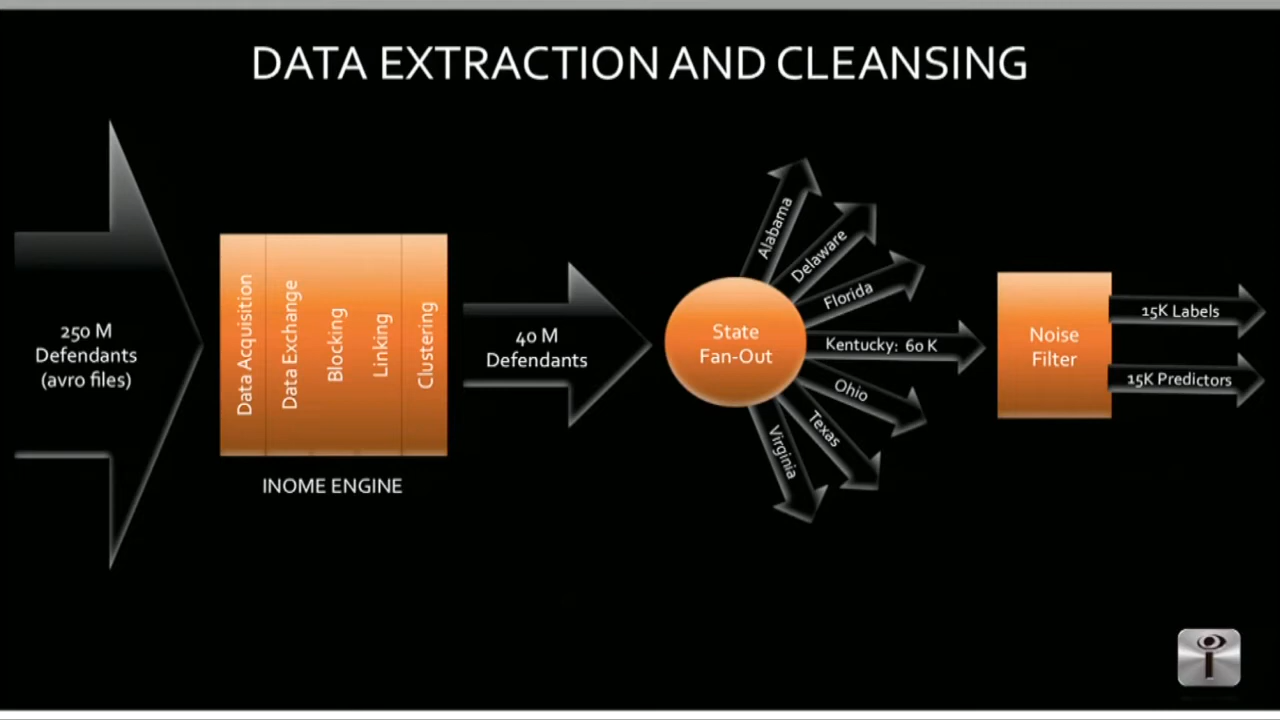 DATA EXTRACTION AND CLEANSING
250 M
Defendants
(avro files)
Data Acquisition
Data Exchange
Blocking
Linking
Clustering
INOME ENGINE
40 M
Defendants
State
Fan-Out
Alabama
Delaware
Florida
Kentucky: 60 K
Ohio
Texas
Virginia
Noise
Filter
15K Labels
15K Predictors